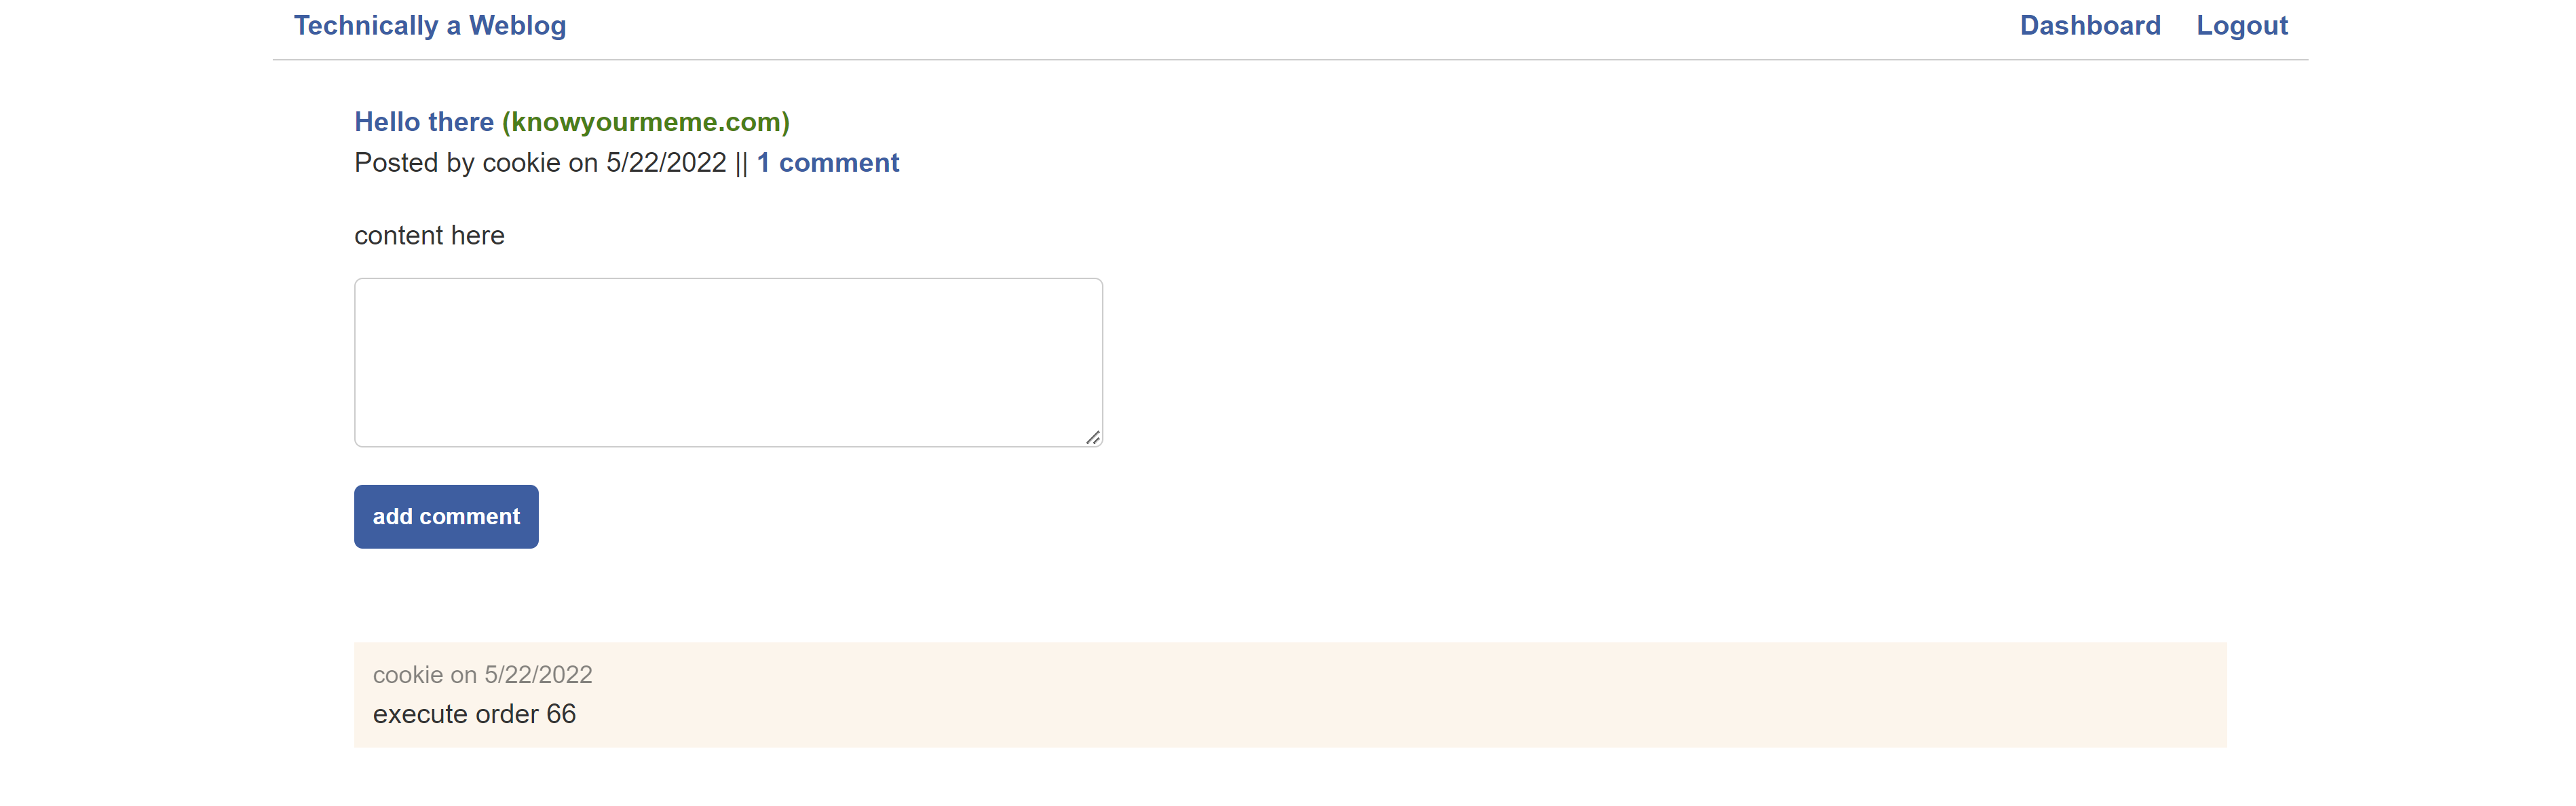 Technically a Weblog
Dashboard Logout
Hello there (knowyourmeme.com)
Posted by cookie on 5/22/2022 || 1 comment
content here
add comment
cookie on 5/22/2022
execute order 66